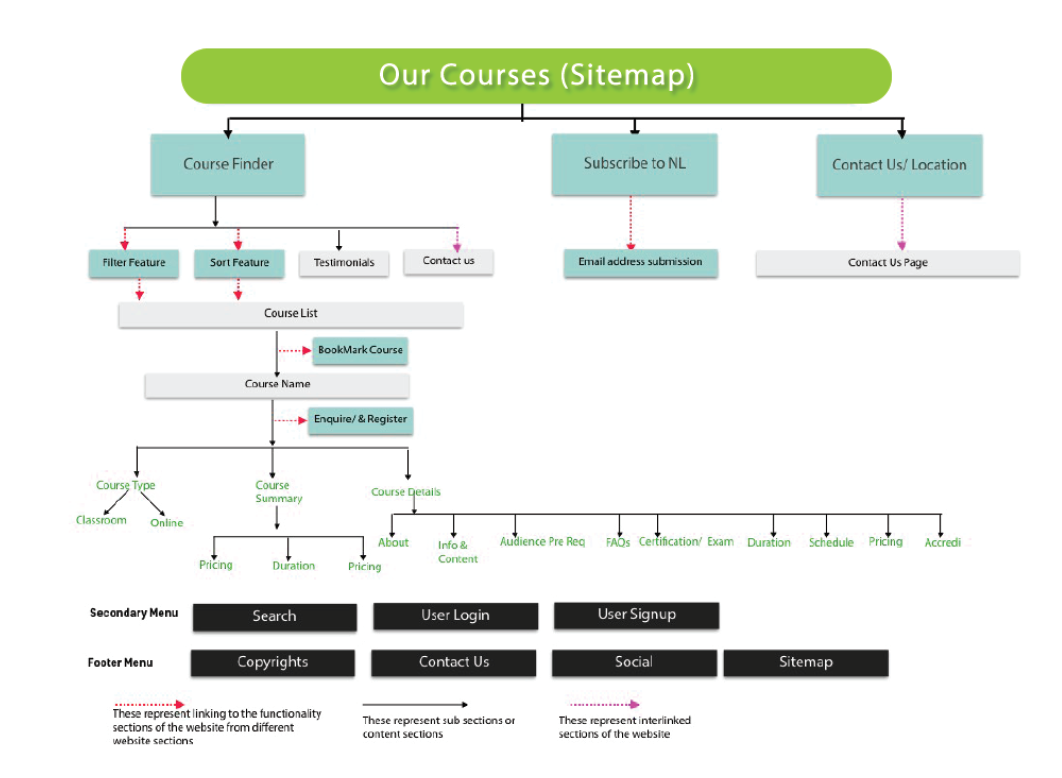 Our Courses (Sitemap)
Course Finder
Subscribe to NL
Contact Us/ Location
Filter Feature
Sort Feature
Testimonials
Contact us
Email address submission
Contact Us Page
Course List
BookMark Course
Course Name
Enquire/ & Register
Course Type
Course
Summary
Course Details
Classroom
Online
Pricing
Duration
Pricing
About
Info &
Content
Audience Pre Req
FAQs
Certification/ Exam
Duration
Schedule
Pricing
Accredi
Secondary Menu
Search
User Login
User Signup
Footer Menu
Copyrights
Contact Us
Social
Sitemap
These represent linking to the functionality
sections of the website from different
website sections
These represent sub sections or
content sections
These represent interlinked
sections of the website